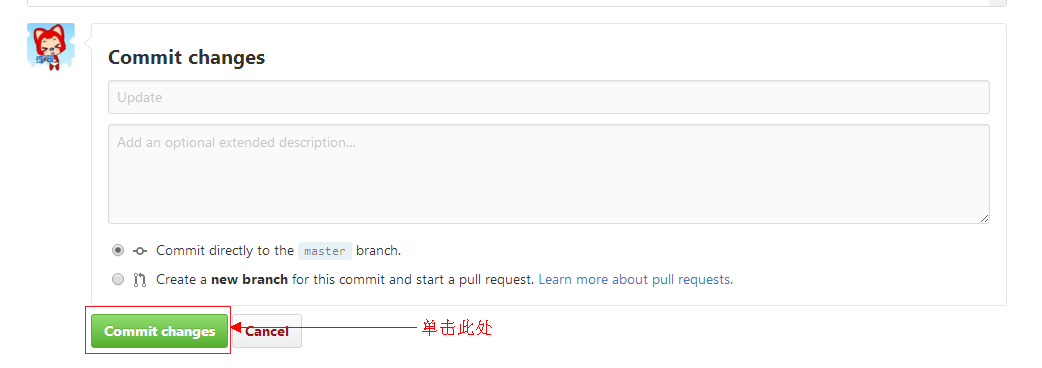 Commit changes
Update
Add an optional extended description...
Commit directly to the master branch.
Create a new branch for this commit and start a pull request. Learn more about pull requests.
Commit changes Cancel 单击此处